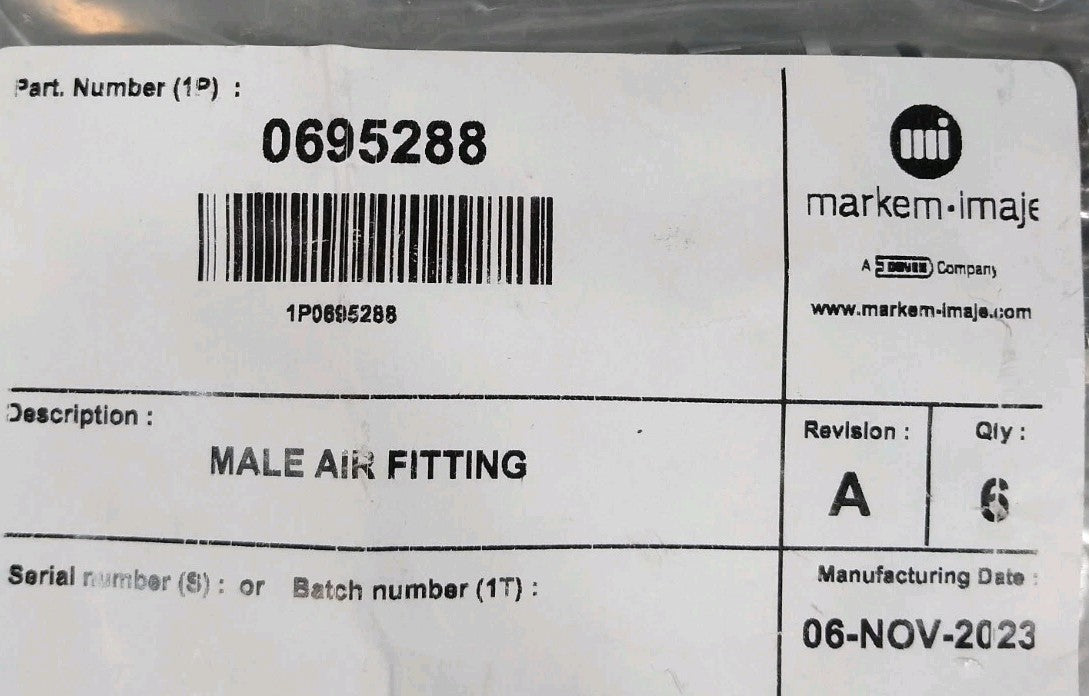 Part. Number (1P) :
0695288
1P0695288
markem·imaje
A DOVER Company
www.markem-imaje.com
Description :
MALE AIR FITTING
Revision :
A
Qty :
6
Serial number (S) : or Batch number (1T) :
Manufacturing Date :
06-NOV-2023